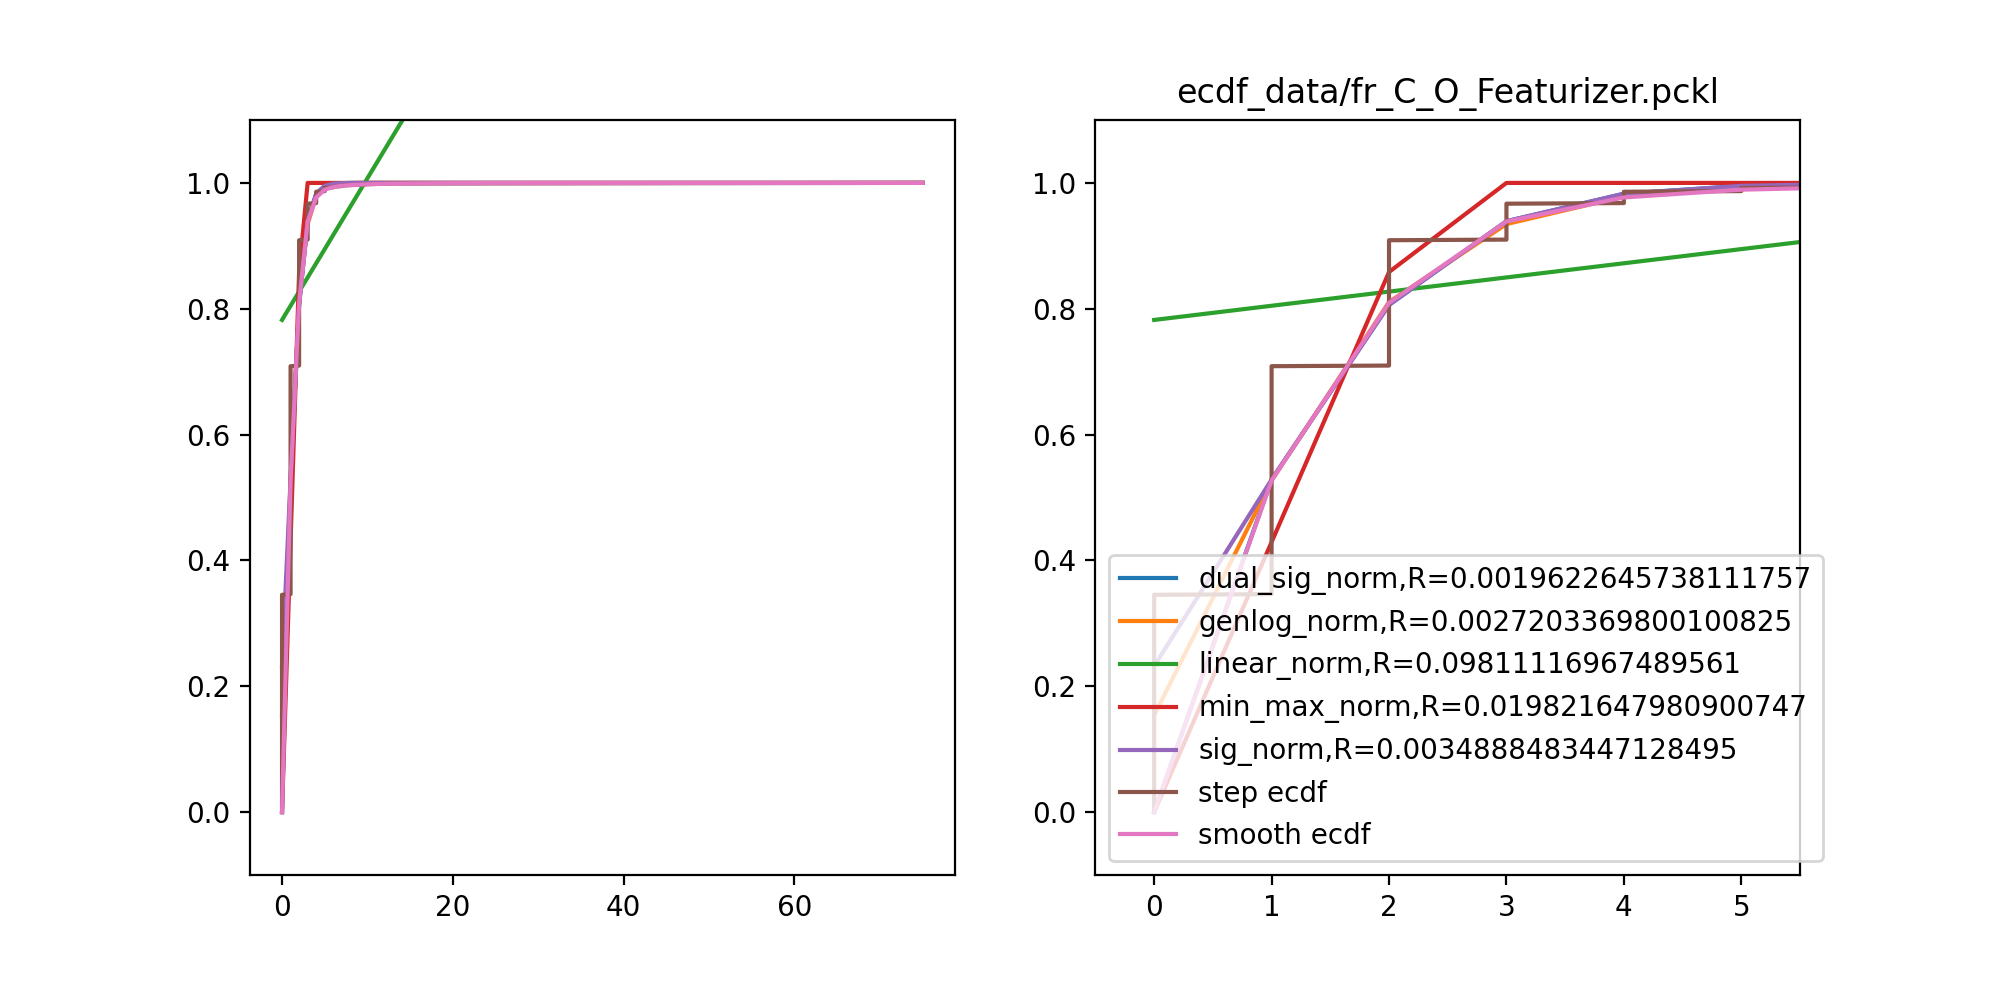 ecdf_data/fr_C_O_Featurizer.pckl
1.0
0.8
0.6
0.4
0.2
0.0
0 20 40 60
1.0
0.8
0.6
0.4
0.2
0.0
0 1 2 3 4 5
dual_sig_norm,R=0.0019622645738111757
genlog_norm,R=0.0027203369800100825
linear_norm,R=0.09811116967489561
min_max_norm,R=0.019821647980900747
sig_norm,R=0.0034888483447128495
step ecdf
smooth ecdf